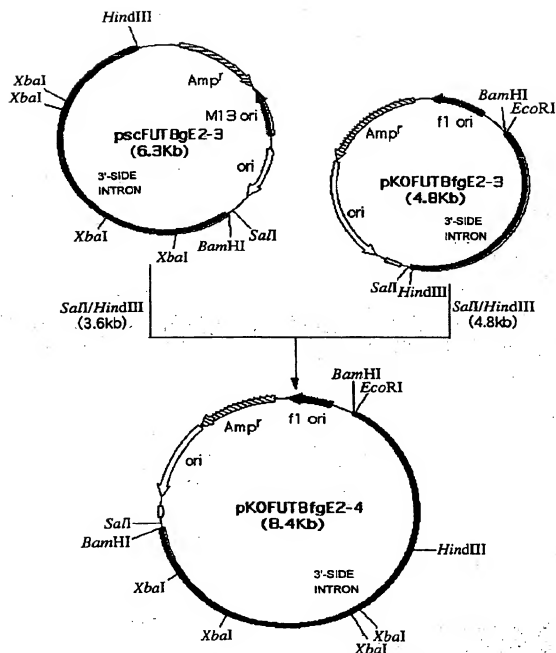 HindIII
XbaI
XbaI
Ampr
M13 ori
pscFUT8gE2-3
(6.3Kb)
ori
3'-SIDE
INTRON
XbaI
XbaI
BamHI
SalI
BamHI
EcoRI
f1 ori
Ampr
pKOFUT8fgE2-3
(4.8Kb)
ori
3'-SIDE
INTRON
SalI
HindIII
SalI/HindIII
(3.6kb)
SalI/HindIII
(4.8kb)
BamHI
EcoRI
f1 ori
Ampr
ori
pKOFUT8fgE2-4
(8.4Kb)
SalI
BamHI
HindIII
XbaI
3'-SIDE
INTRON
XbaI
XbaI
XbaI